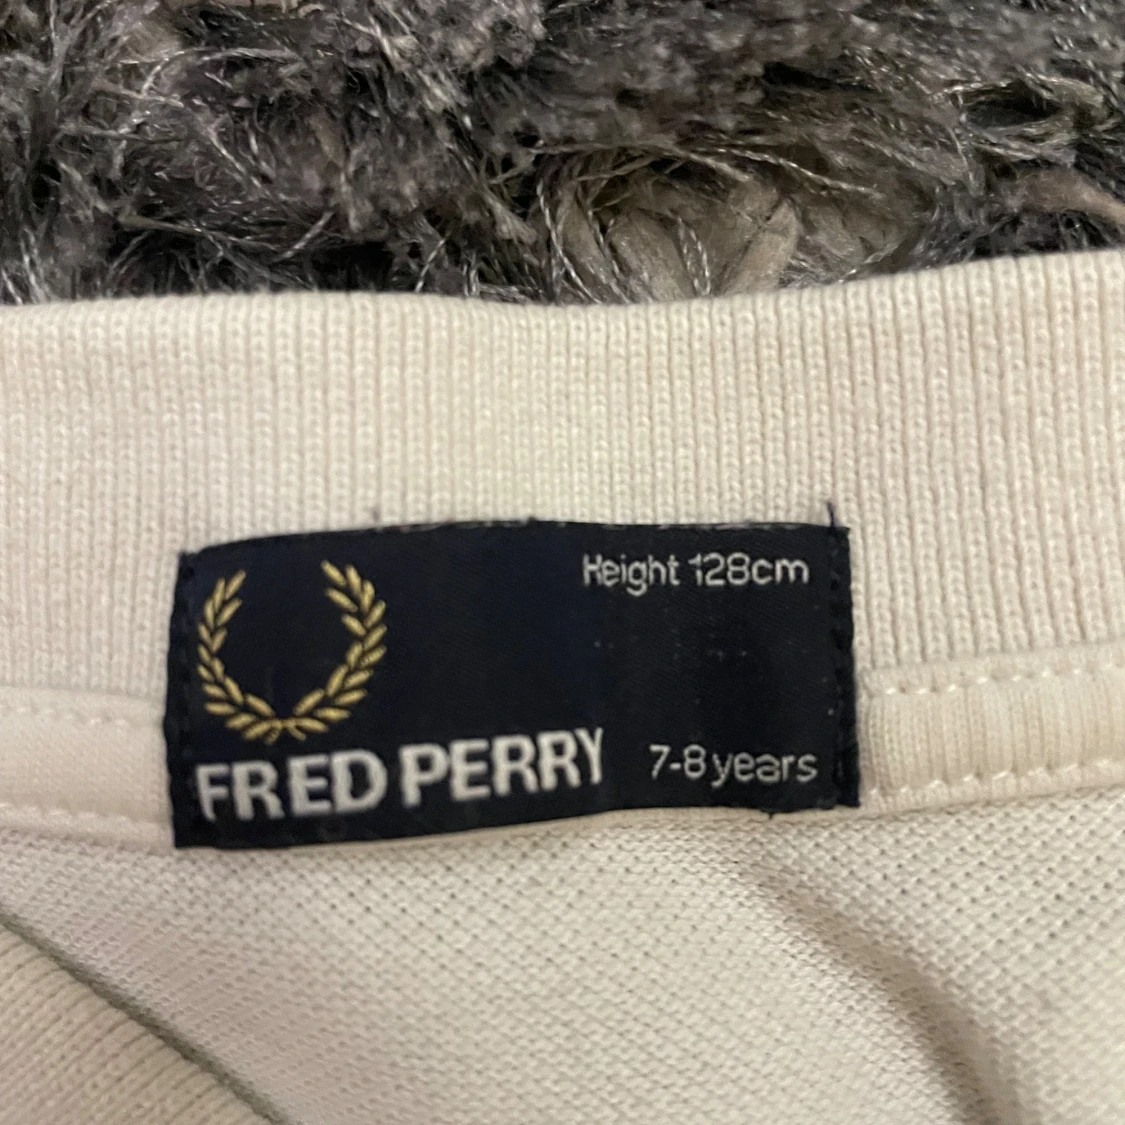 Height 128cm
FRED PERRY 7-8 years